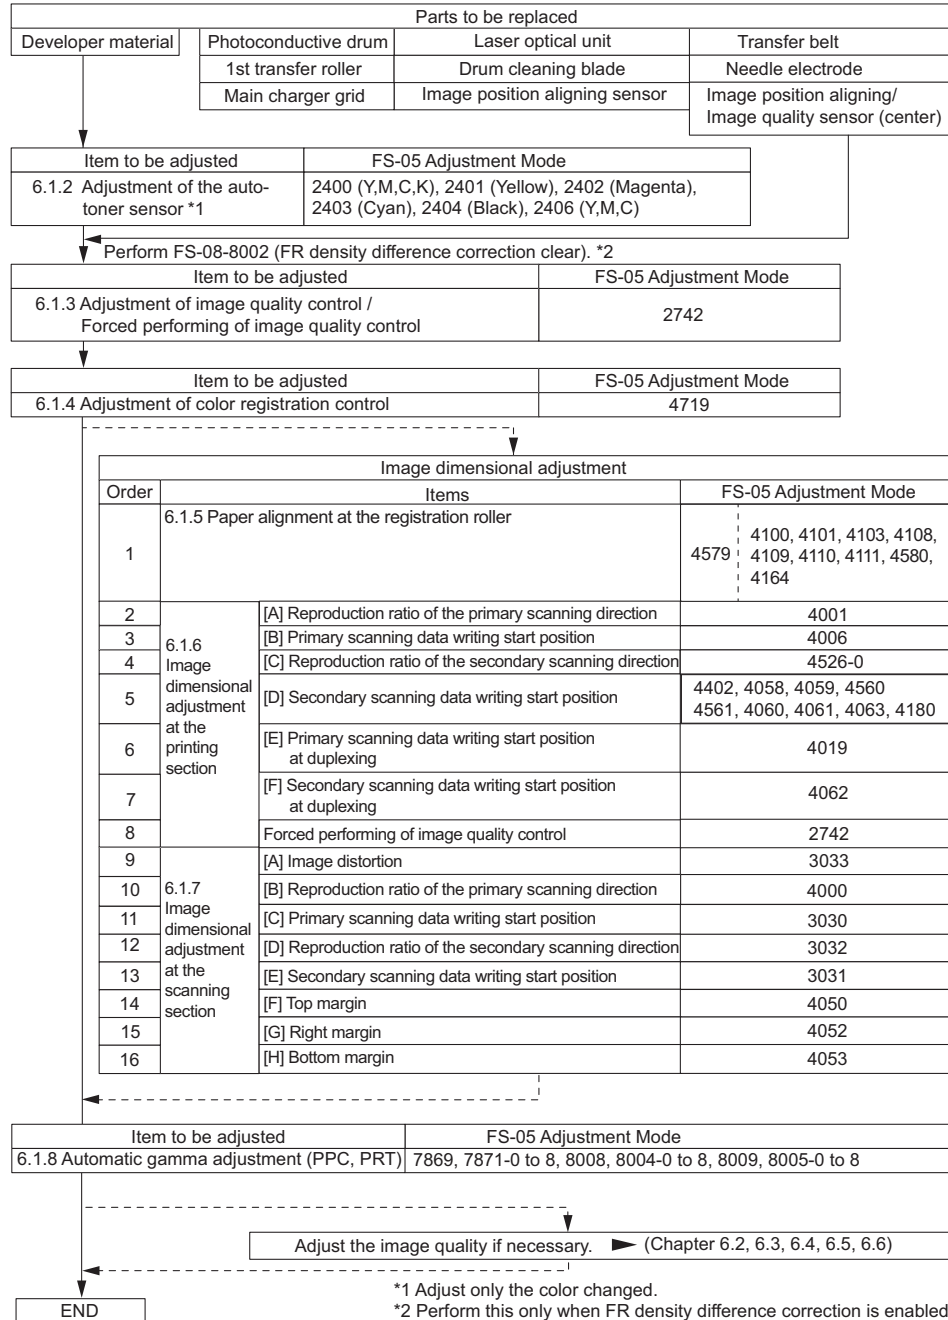 Parts to be replaced
Developer material
Photoconductive drum
Laser optical unit
Transfer belt
1st transfer roller
Drum cleaning blade
Needle electrode
Main charger grid
Image position aligning sensor
Image position aligning/
Image quality sensor (center)
Item to be adjusted
FS-05 Adjustment Mode
6.1.2 Adjustment of the auto-
toner sensor *1
2400 (Y,M,C,K), 2401 (Yellow), 2402 (Magenta),
2403 (Cyan), 2404 (Black), 2406 (Y,M,C)
Perform FS-08-8002 (FR density difference correction clear). *2
Item to be adjusted
FS-05 Adjustment Mode
6.1.3 Adjustment of image quality control /
Forced performing of image quality control
2742
Item to be adjusted
FS-05 Adjustment Mode
6.1.4 Adjustment of color registration control
4719
Image dimensional adjustment
Order
Items
FS-05 Adjustment Mode
1
6.1.5 Paper alignment at the registration roller
4579
4100, 4101, 4103, 4108,
4109, 4110, 4111, 4580,
4164
6.1.6
Image
dimensional
adjustment
at the
printing
section
2
[A] Reproduction ratio of the primary scanning direction
4001
3
[B] Primary scanning data writing start position
4006
4
[C] Reproduction ratio of the secondary scanning direction
4526-0
5
[D] Secondary scanning data writing start position
4402, 4058, 4059, 4560
4561, 4060, 4061, 4063, 4180
6
[E] Primary scanning data writing start position
at duplexing
4019
7
[F] Secondary scanning data writing start position
at duplexing
4062
8
Forced performing of image quality control
2742
6.1.7
Image
dimensional
adjustment
at the
scanning
section
9
[A] Image distortion
3033
10
[B] Reproduction ratio of the primary scanning direction
4000
11
[C] Primary scanning data writing start position
3030
12
[D] Reproduction ratio of the secondary scanning direction
3032
13
[E] Secondary scanning data writing start position
3031
14
[F] Top margin
4050
15
[G] Right margin
4052
16
[H] Bottom margin
4053
Item to be adjusted
FS-05 Adjustment Mode
6.1.8 Automatic gamma adjustment (PPC, PRT)
7869, 7871-0 to 8, 8008, 8004-0 to 8, 8009, 8005-0 to 8
Adjust the image quality if necessary. ► (Chapter 6.2, 6.3, 6.4, 6.5, 6.6)
END
*1 Adjust only the color changed.
*2 Perform this only when FR density difference correction is enabled